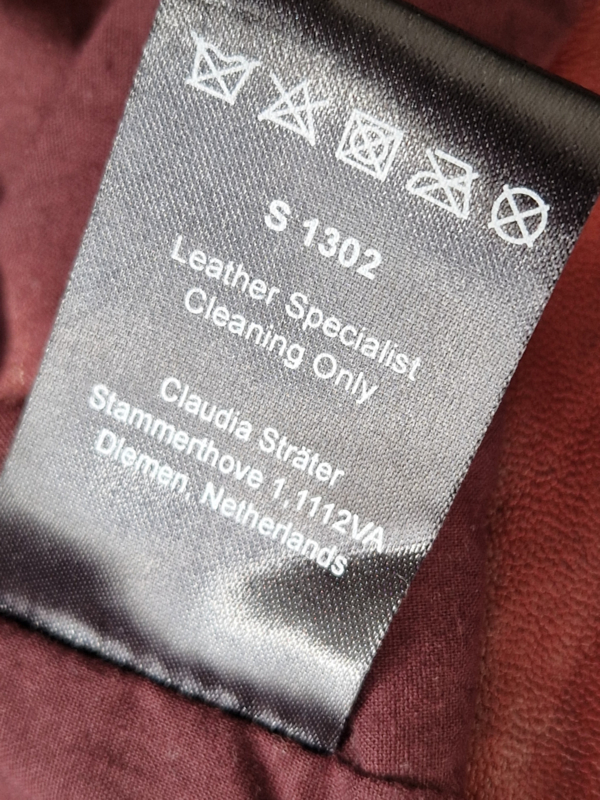 S 1302
Leather Specialist
Cleaning Only
Claudia Sträter
Stammerthove 1,1112VA
Diemen, Netherlands